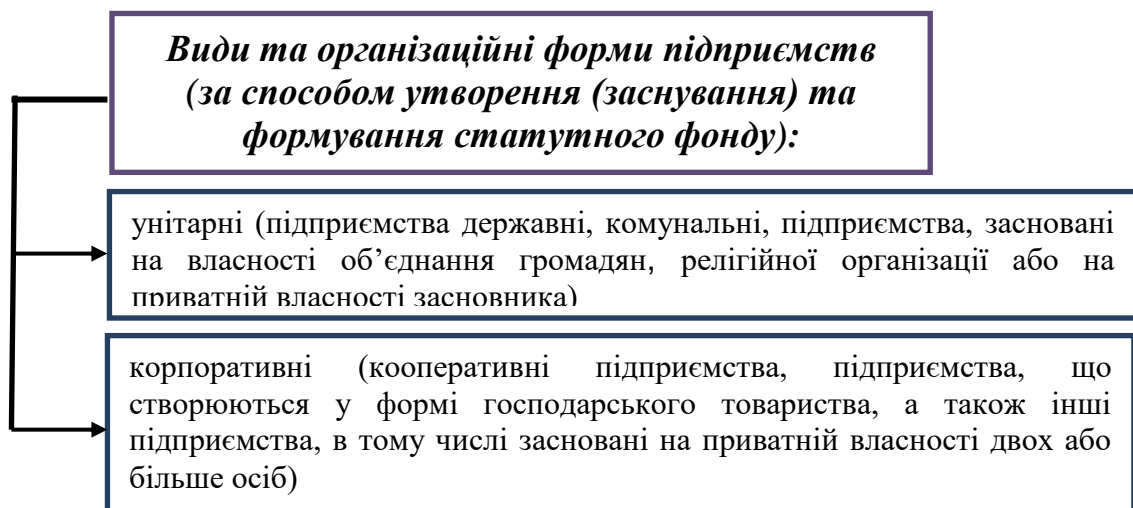 Види та організаційні форми підприємств
(за способом утворення (заснування) та
формування статутного фонду):
унітарні (підприємства державні, комунальні, підприємства, засновані
на власності об’єднання громадян, релігійної організації або на
приватній власності засновника)
корпоративні (кооперативні підприємства, підприємства, що
створюються у формі господарського товариства, а також інші
підприємства, в тому числі засновані на приватній власності двох або
більше осіб)